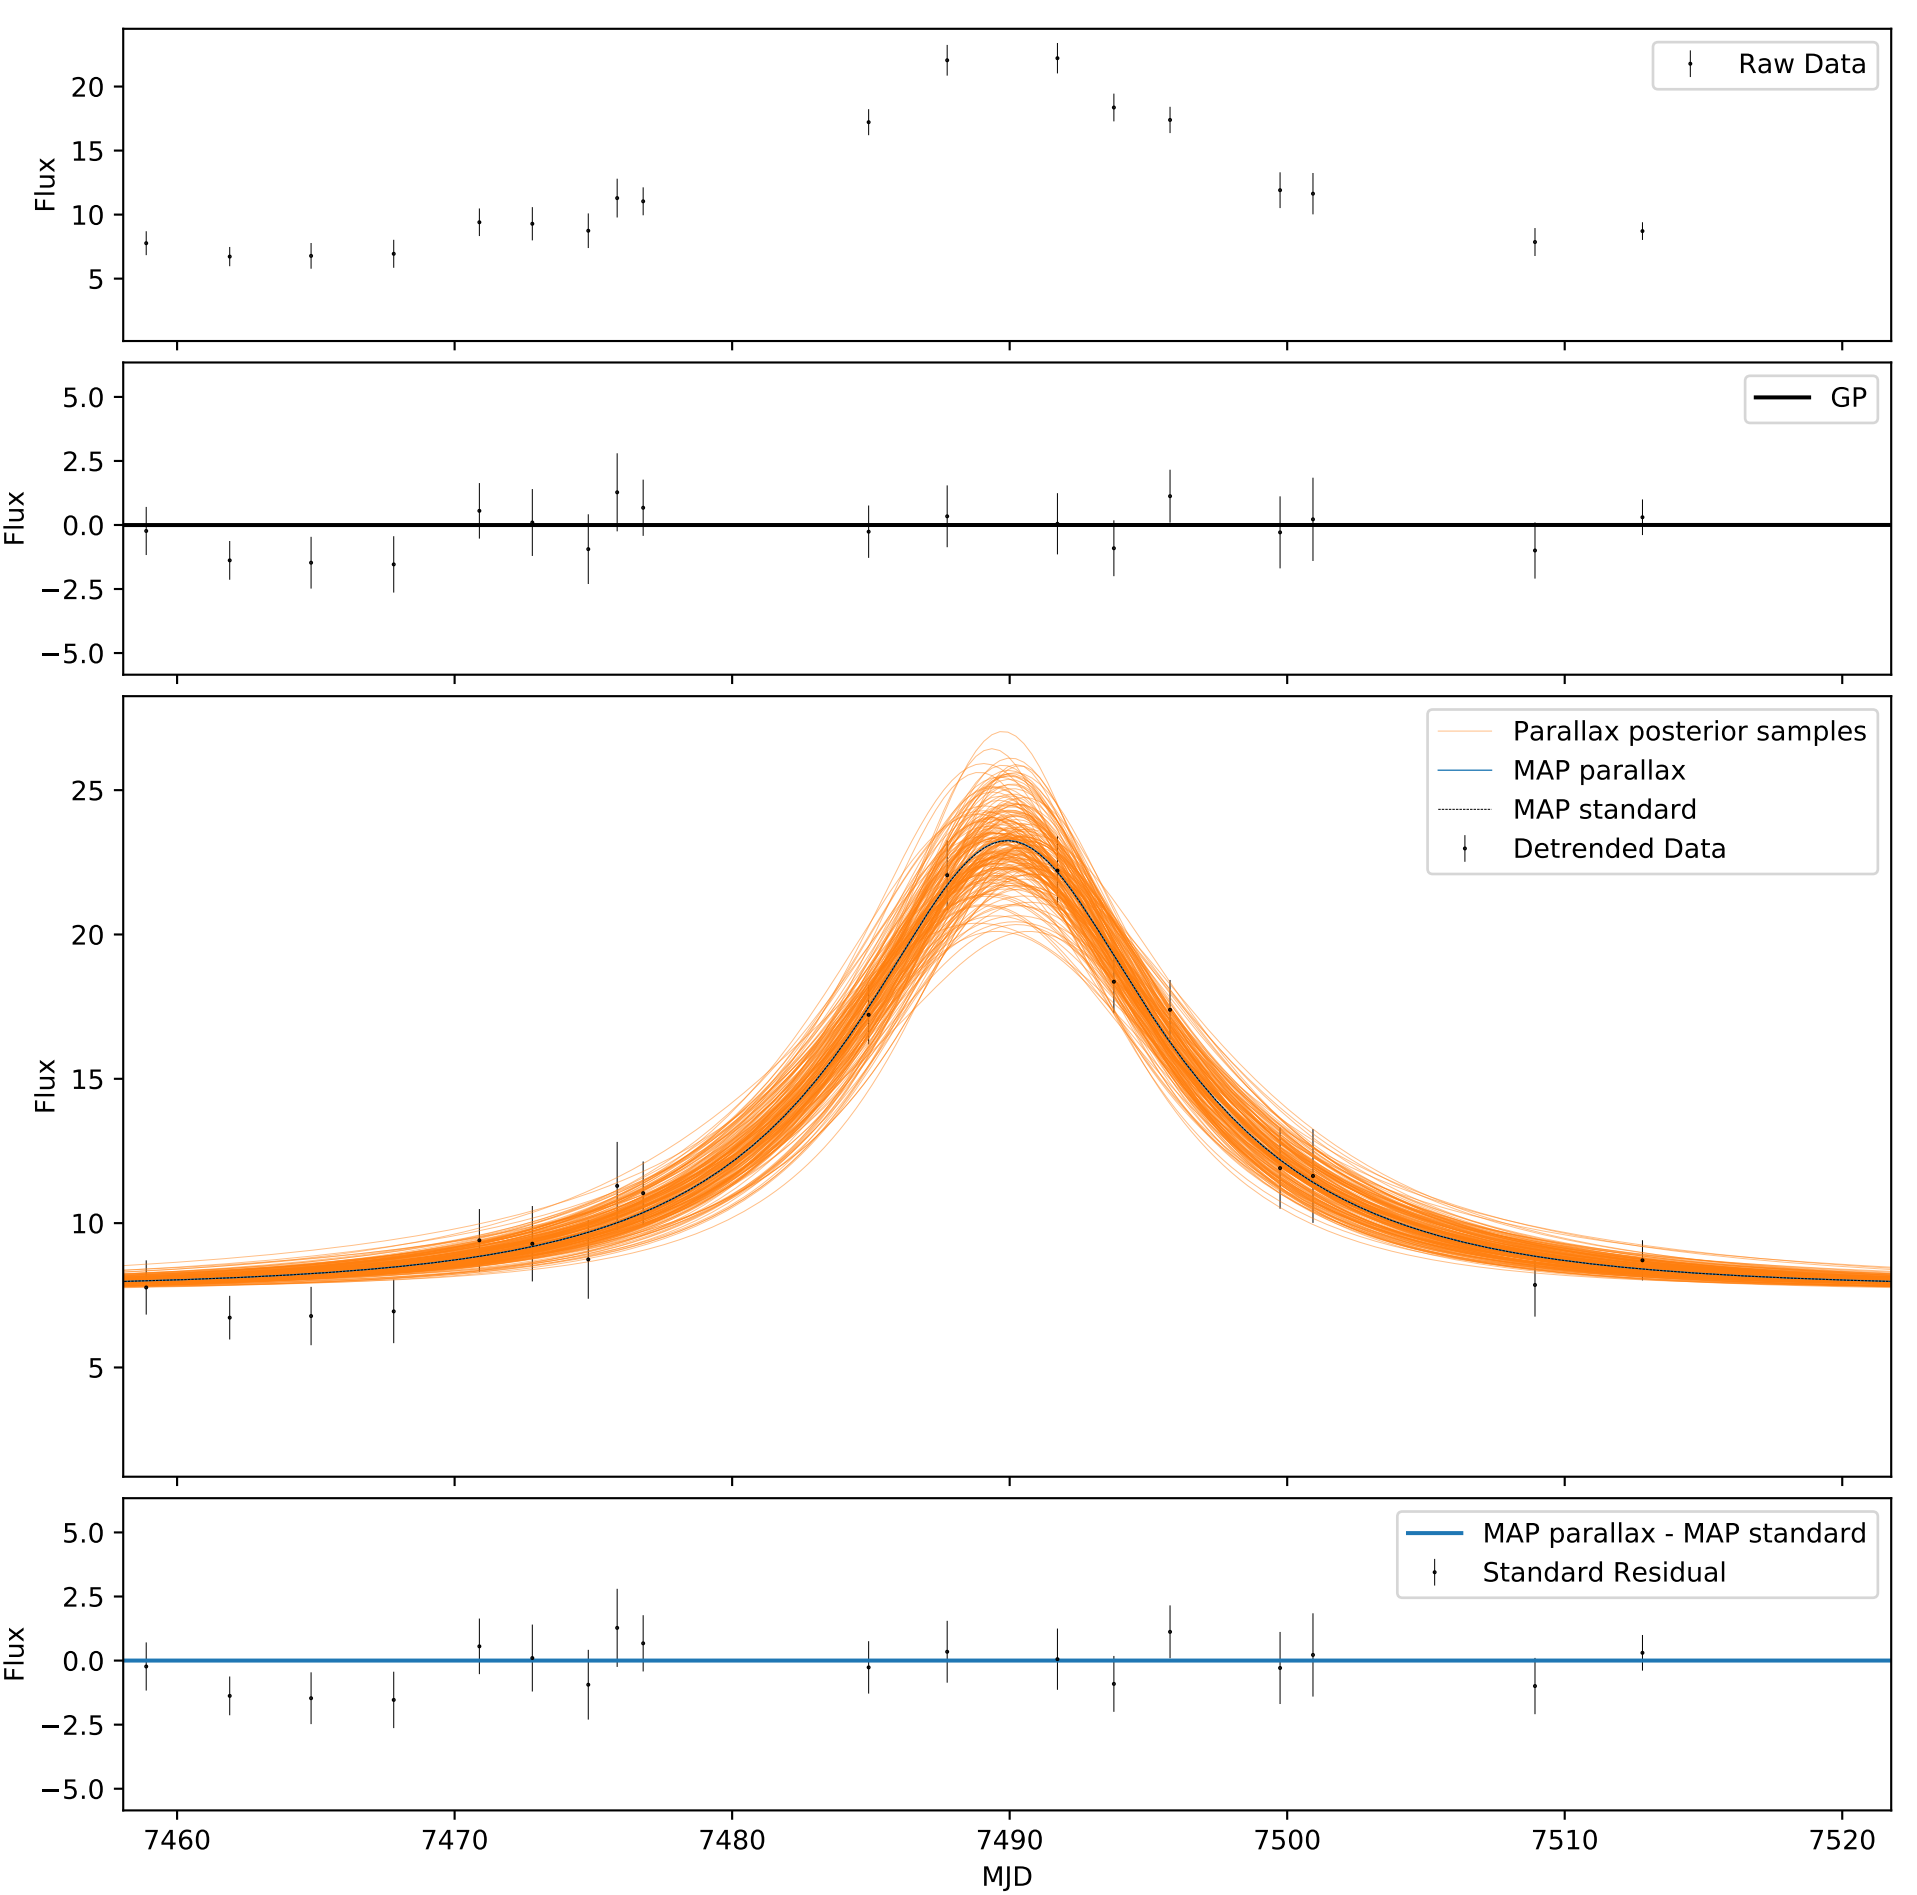 Flux
20
15
10
5
Raw Data
Flux
5.0
2.5
0.0
−2.5
−5.0
GP
Flux
25
20
15
10
5
Parallax posterior samples
MAP parallax
MAP standard
Detrended Data
Flux
5.0
2.5
0.0
−2.5
−5.0
MAP parallax - MAP standard
Standard Residual
7460 7470 7480 7490 7500 7510 7520
MJD